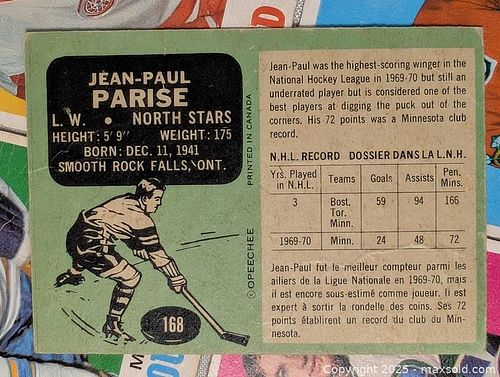 JEAN-PAUL
PARISE
L. W. • NORTH STARS
HEIGHT: 5' 9" WEIGHT: 175
BORN: DEC. 11, 1941
SMOOTH ROCK FALLS, ONT.
PRINTED IN CANADA
© OPEECHEE
168
Jean-Paul was the highest-scoring winger in the
National Hockey League in 1969-70 but still an
underrated player but is considered one of the
best players at digging the puck out of the
corners. His 72 points was a Minnesota club
record.
N.H.L. RECORD DOSSIER DANS LA L.N.H.
Yrs. Played in N.H.L. Teams Goals Assists Pen. Mins.
3 Bost. Tor. Minn. 59 94 166
1969-70 Minn. 24 48 72
Jean-Paul fut le meilleur compteur parmi les
ailiers de la Ligue Nationale en 1969-70, mais
il est encore sous-estimé comme joueur. Il est
expert à sortir la rondelle des coins. Ses 72
points établirent un record du club du Min-
nesota.
Copyright 2025 - maxsold.com